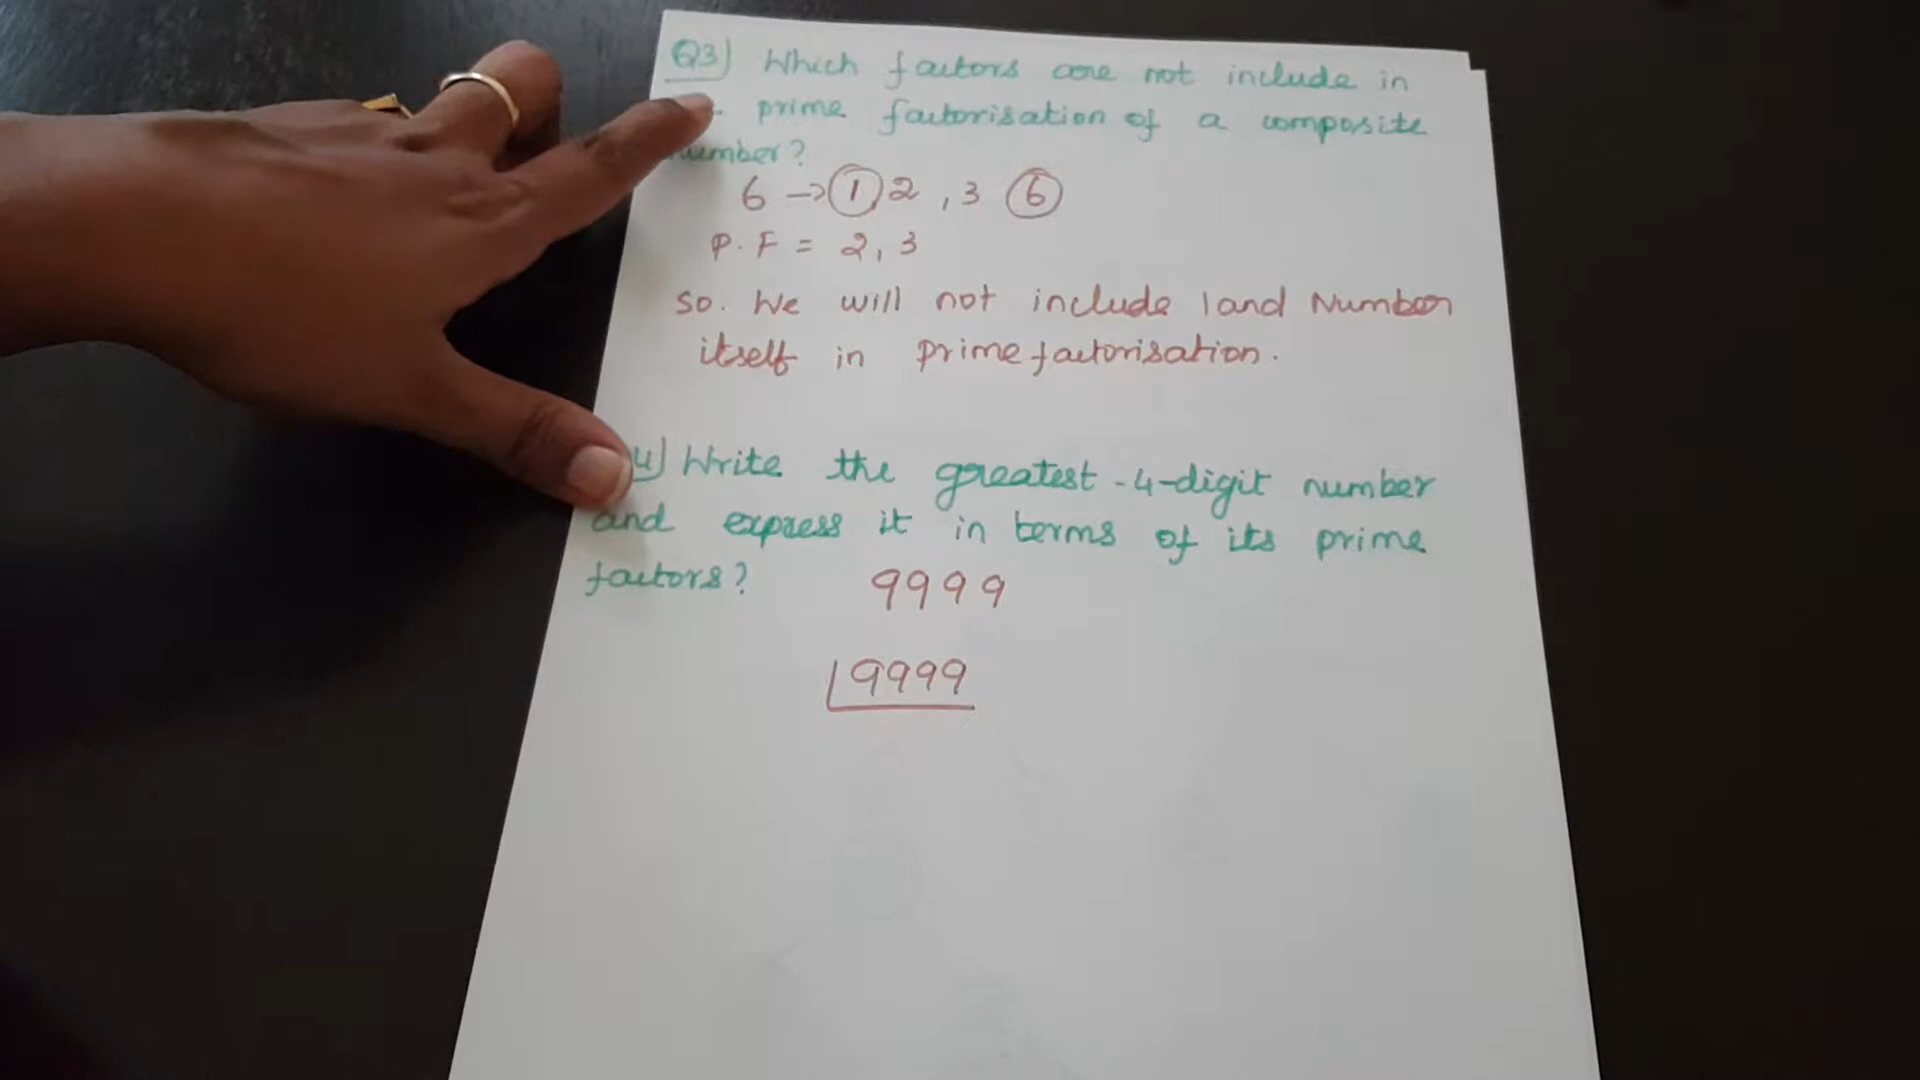 Q3) Which factors are not include in
prime factorisation of a composite
number?
6 → 1, 2, 3 6
P.F = 2, 3
So. We will not include 1 and Number
itself in prime factorisation.
4) Write the greatest -4-digit number
and express it in terms of its prime
factors? 9999
9999